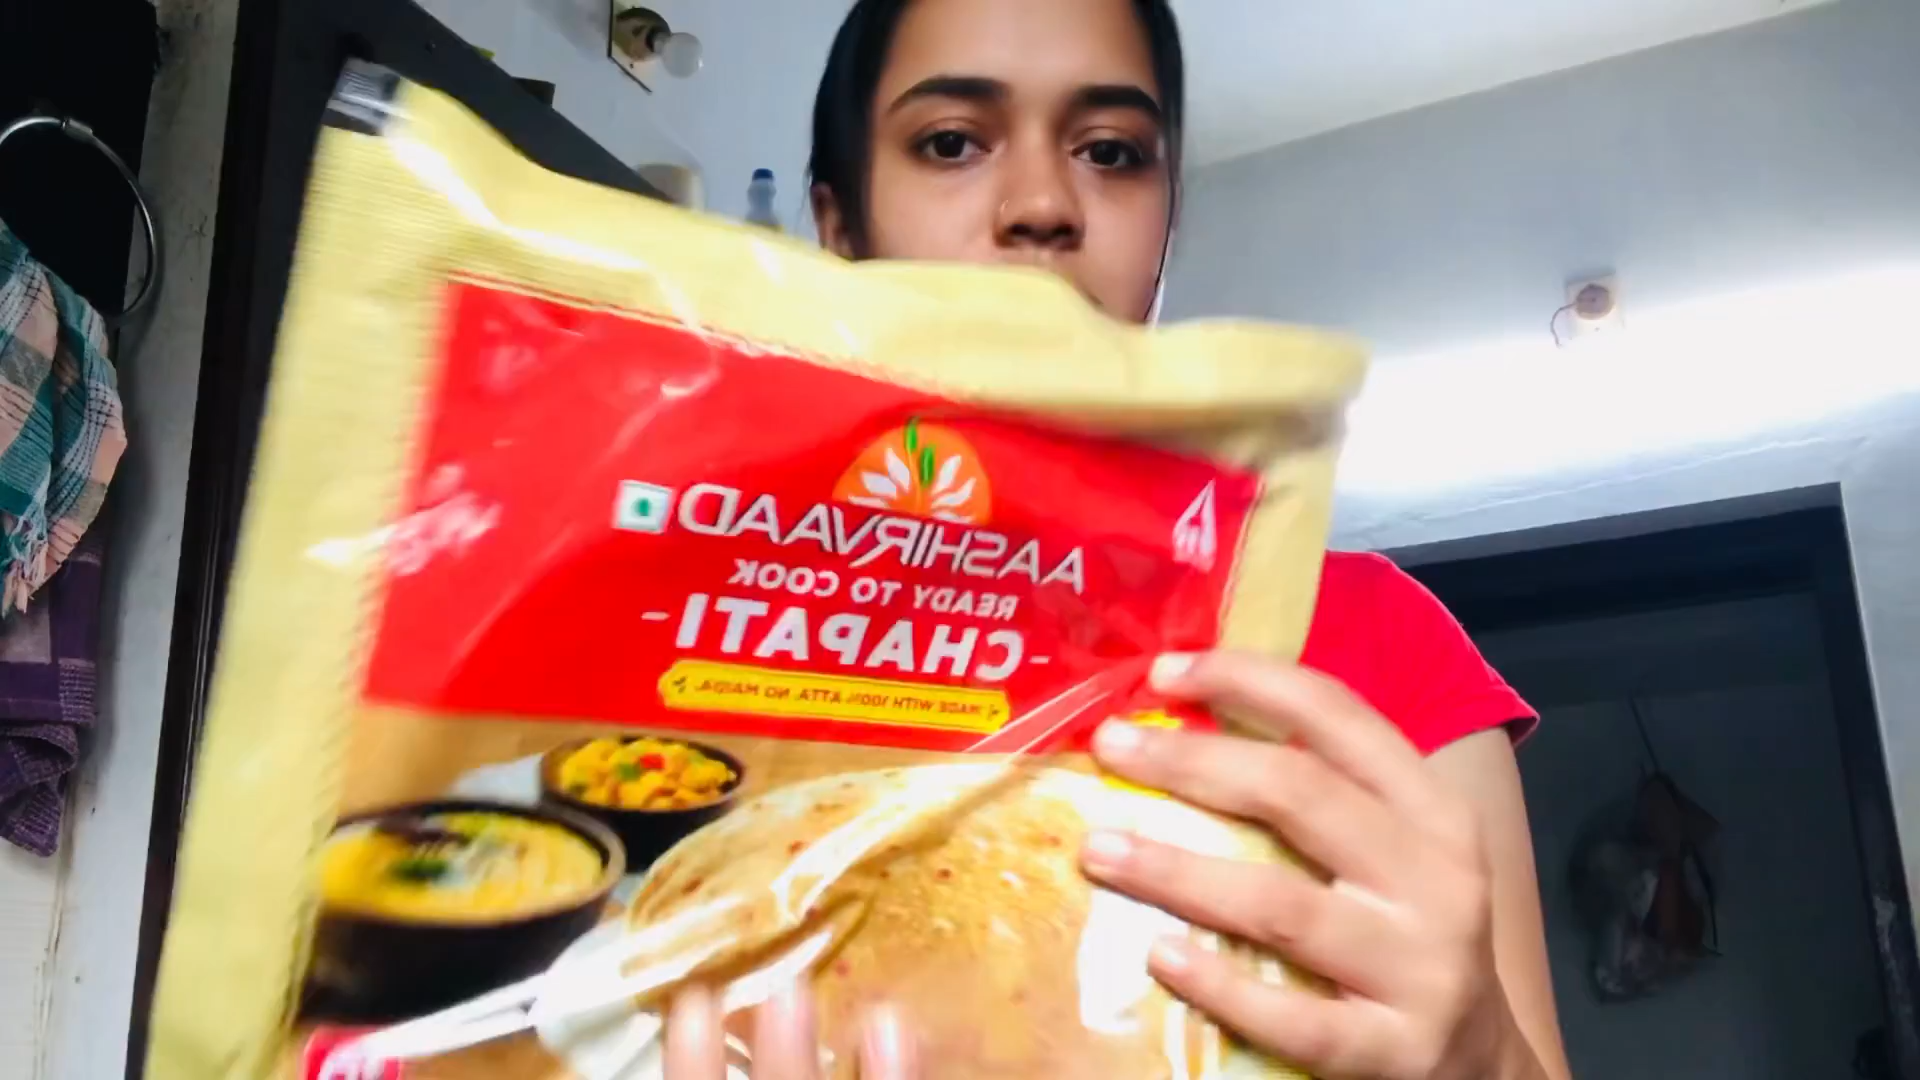 AASHIRVAAD
READY TO COOK
-CHAPATI-
MADE WITH 100% ATTA, NO MAIDA.